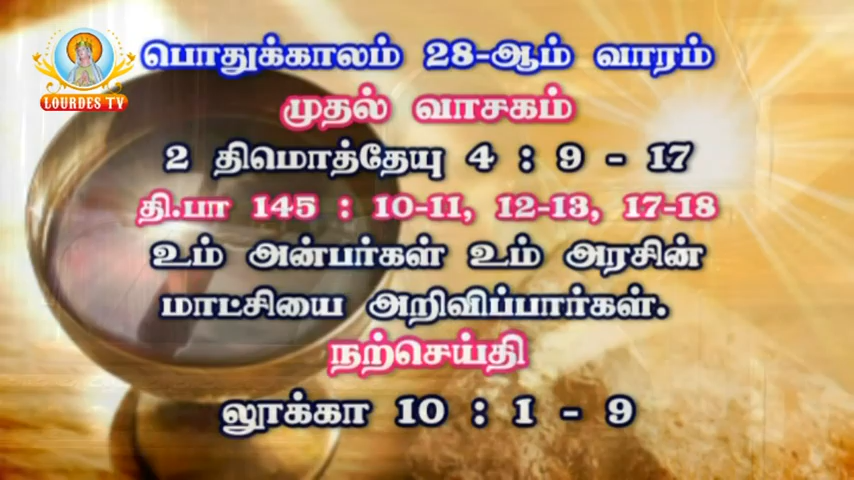 பொதுக்காலம் 28-ஆம் வாரம்
LOURDES TV
முதல் வாசகம்
2 திமொத்தேயு 4 : 9 - 17
தி.பா 145 : 10-11, 12-13, 17-18
உம் அன்பர்கள் உம் அரசின்
மாட்சியை அறிவிப்பார்கள்.
நற்செய்தி
லூக்கா 10 : 1 - 9